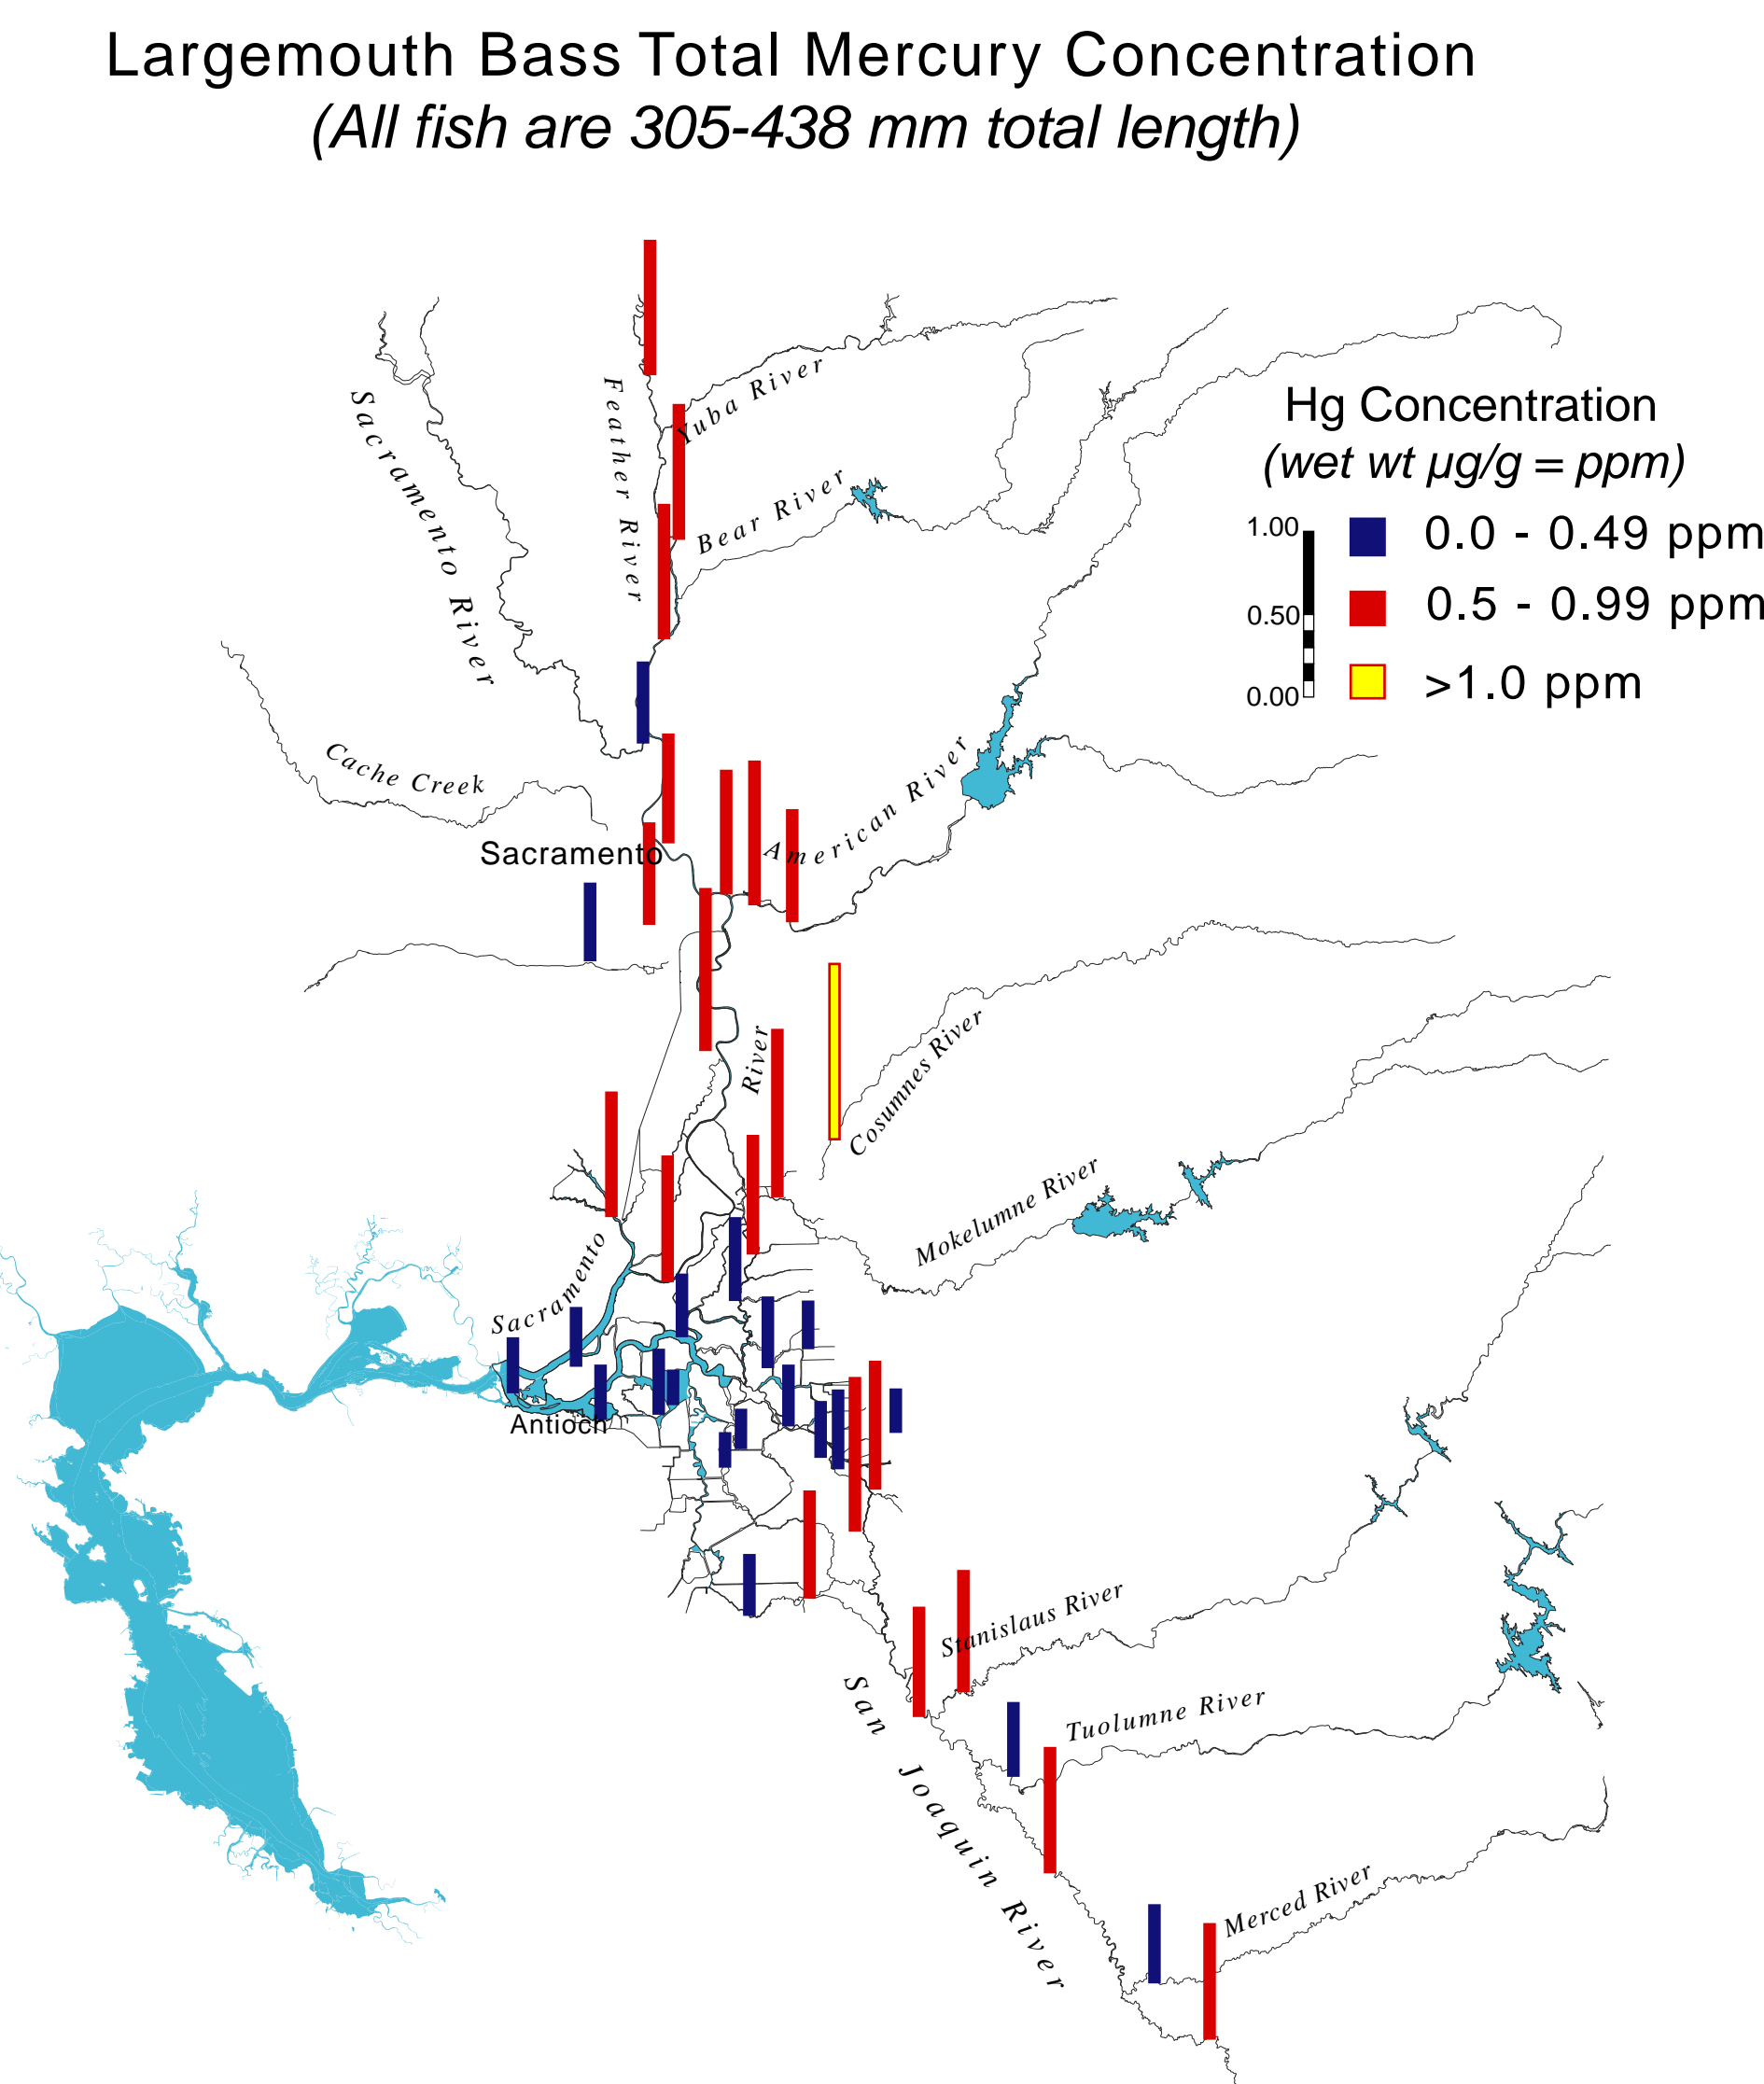 Largemouth Bass Total Mercury Concentration
(All fish are 305-438 mm total length)
Hg Concentration
(wet wt µg/g = ppm)
1.00
0.50
0.00
0.0 - 0.49 ppm
0.5 - 0.99 ppm
>1.0 ppm
Sacramento River
Feather River
Yuba River
Bear River
Cache Creek
Sacramento
American River
River
Cosumnes River
Mokelumne River
Sacramento
Antioch
Stanislaus River
San Joaquin River
Tuolumne River
Merced River